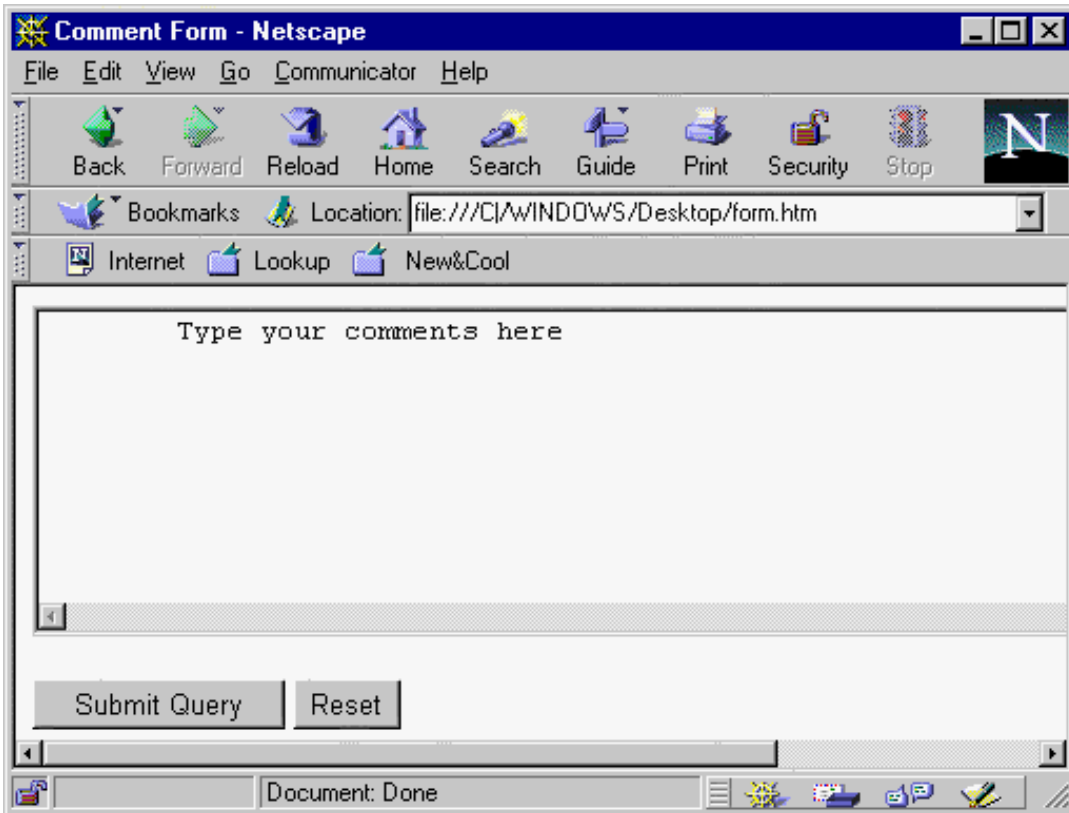 Comment Form - Netscape
File Edit View Go Communicator Help
Back Forward Reload Home Search Guide Print Security Stop N
Bookmarks Location: file:///C|/WINDOWS/Desktop/form.htm
Internet Lookup New&Cool
Type your comments here
Submit Query Reset
Document: Done